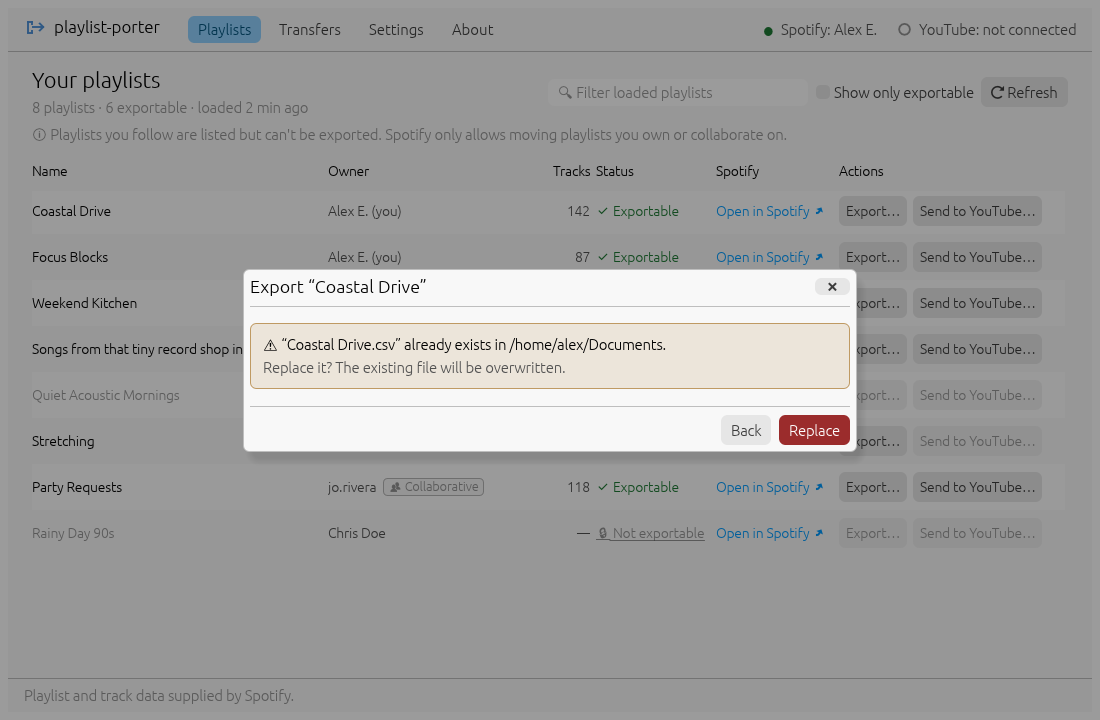 playlist-porter Playlists Transfers Settings About Spotify: Alex E. YouTube: not connected
Your playlists
8 playlists · 6 exportable · loaded 2 min ago
Filter loaded playlists Show only exportable Refresh
Playlists you follow are listed but can't be exported. Spotify only allows moving playlists you own or collaborate on.
Name Owner Tracks Status Spotify Actions
Coastal Drive Alex E. (you) 142 ✓ Exportable Open in Spotify Export… Send to YouTube…
Focus Blocks Alex E. (you) 87 ✓ Exportable Open in Spotify Export… Send to YouTube…
Weekend Kitchen Send to YouTube…
Songs from that tiny record shop in Send to YouTube…
Quiet Acoustic Mornings Send to YouTube…
Stretching Send to YouTube…
Party Requests jo.rivera Collaborative 118 ✓ Exportable Open in Spotify Export… Send to YouTube…
Rainy Day 90s Chris Doe — Not exportable Open in Spotify Export… Send to YouTube…
Export “Coastal Drive”
⚠ “Coastal Drive.csv” already exists in /home/alex/Documents.
Replace it? The existing file will be overwritten.
Back Replace
Playlist and track data supplied by Spotify.